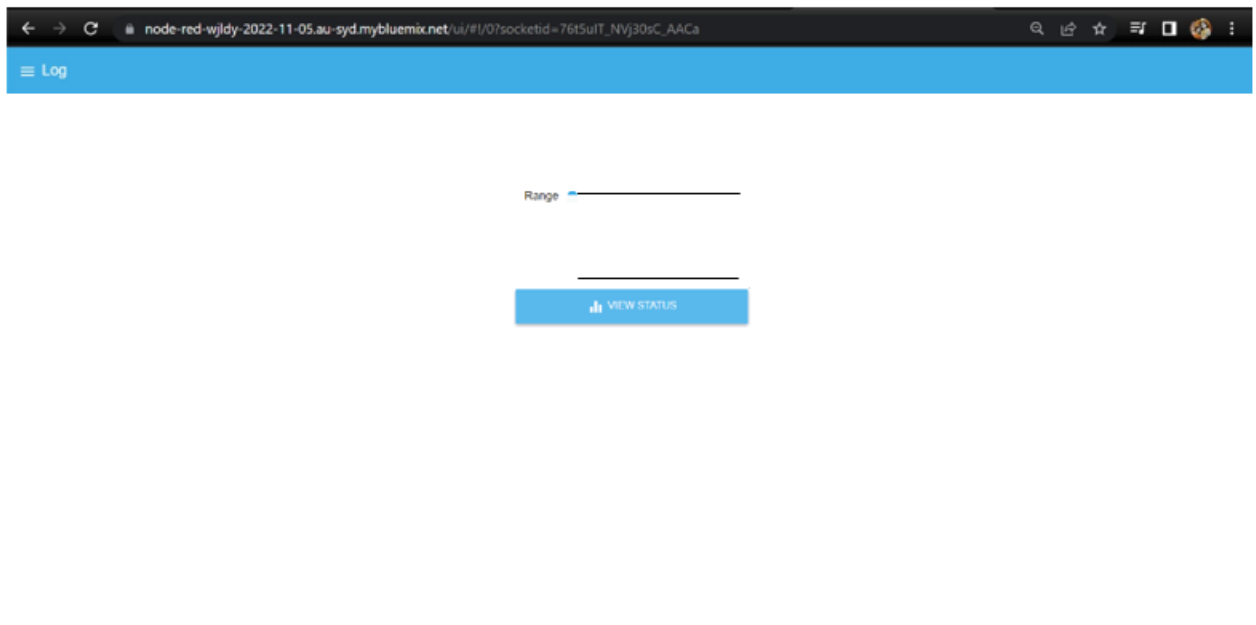 node-red-wjldy-2022-11-05.au-syd.mybluemix.net/ui/#!/0?socketid=76t5uIT_NVj30sC_AACa
Log
Range
VIEW STATUS